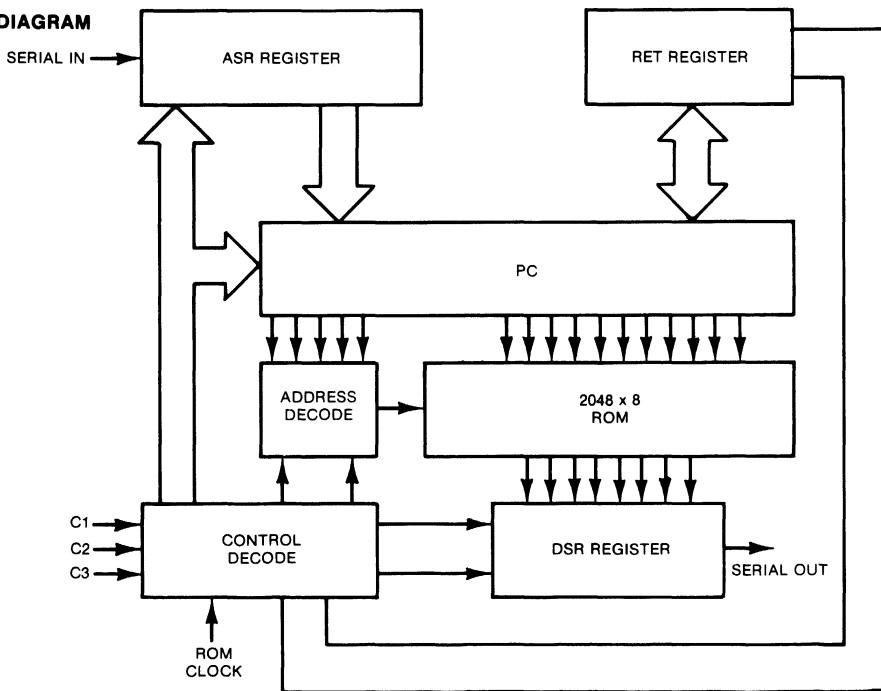 DIAGRAM
SERIAL IN
ASR REGISTER
RET REGISTER
PC
ADDRESS
DECODE
2048 x 8
ROM
C1
C2
C3
CONTROL
DECODE
DSR REGISTER
SERIAL OUT
ROM
CLOCK